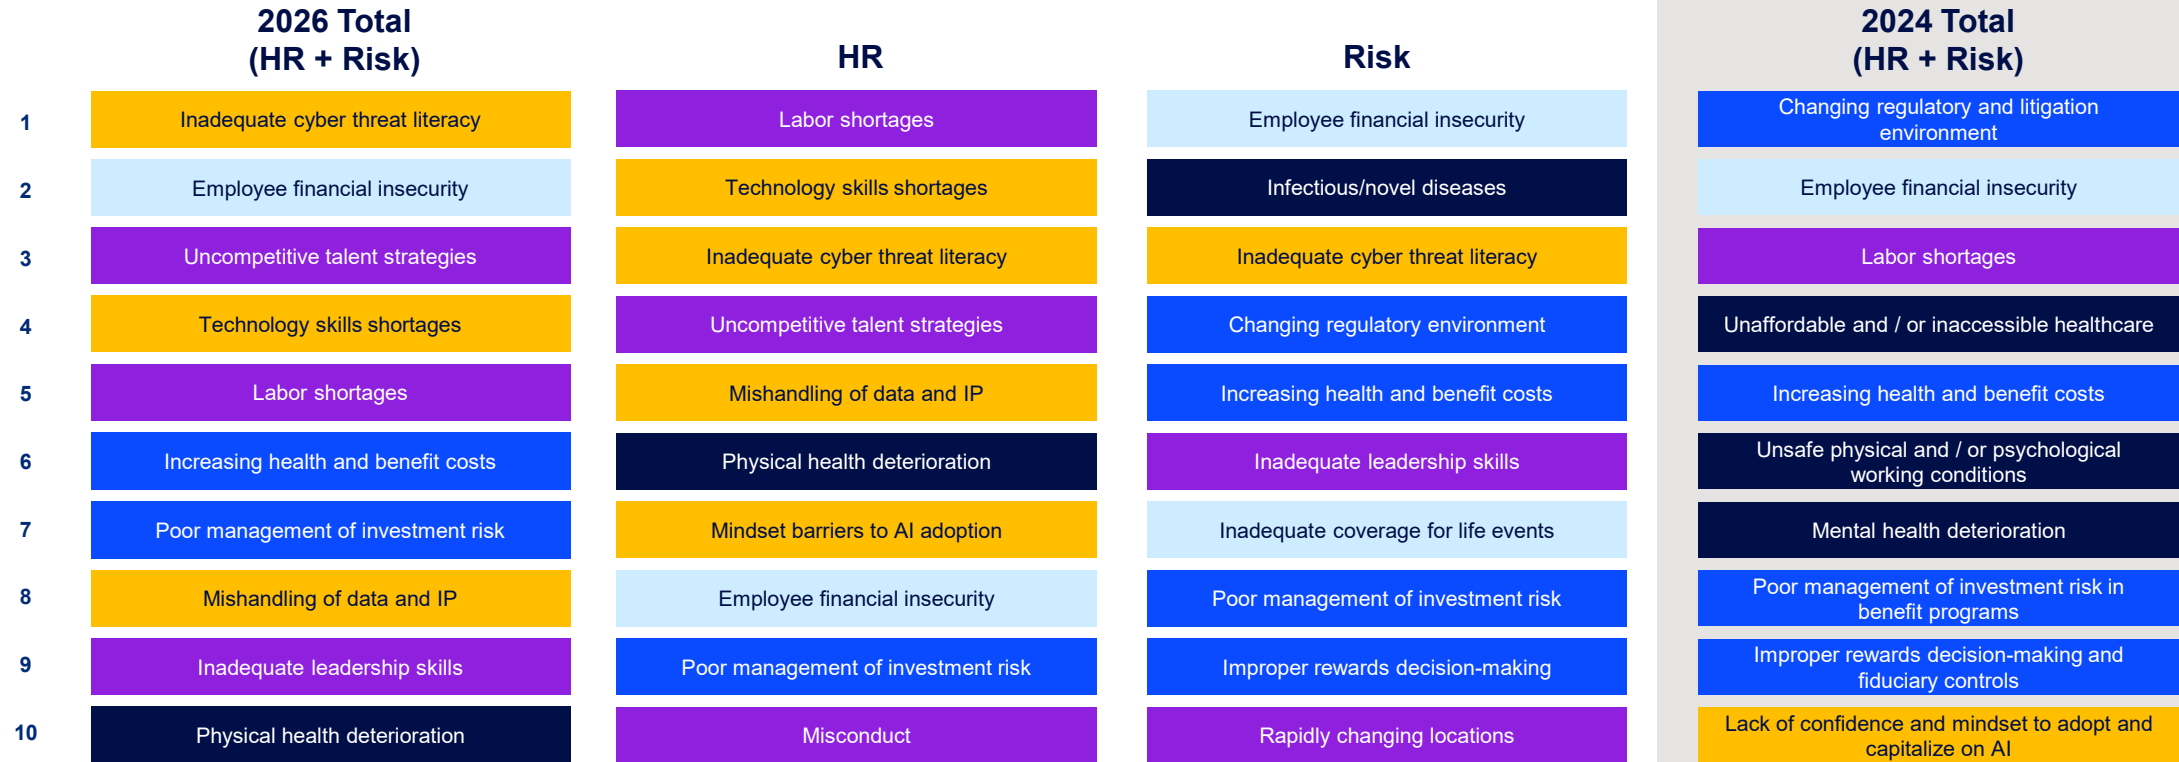 2026 Total
(HR + Risk)
HR
Risk
2024 Total
(HR + Risk)
1
Inadequate cyber threat literacy
Labor shortages
Employee financial insecurity
Changing regulatory and litigation
environment
2
Employee financial insecurity
Technology skills shortages
Infectious/novel diseases
Employee financial insecurity
3
Uncompetitive talent strategies
Inadequate cyber threat literacy
Inadequate cyber threat literacy
Labor shortages
4
Technology skills shortages
Uncompetitive talent strategies
Changing regulatory environment
Unaffordable and / or inaccessible healthcare
5
Labor shortages
Mishandling of data and IP
Increasing health and benefit costs
Increasing health and benefit costs
6
Increasing health and benefit costs
Physical health deterioration
Inadequate leadership skills
Unsafe physical and / or psychological
working conditions
7
Poor management of investment risk
Mindset barriers to AI adoption
Inadequate coverage for life events
Mental health deterioration
8
Mishandling of data and IP
Employee financial insecurity
Poor management of investment risk
Poor management of investment risk in
benefit programs
9
Inadequate leadership skills
Poor management of investment risk
Improper rewards decision-making
Improper rewards decision-making and
fiduciary controls
10
Physical health deterioration
Misconduct
Rapidly changing locations
Lack of confidence and mindset to adopt and
capitalize on AI